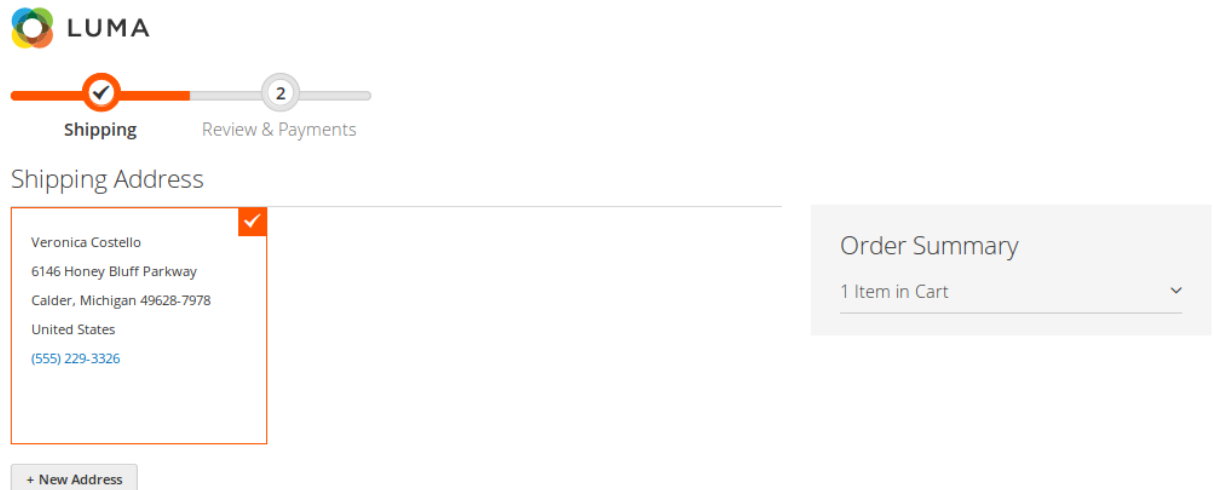 LUMA
2
Shipping
Review & Payments
Shipping Address
Veronica Costello
6146 Honey Bluff Parkway
Calder, Michigan 49628-7978
United States
(555) 229-3326
+ New Address
Order Summary
1 Item in Cart